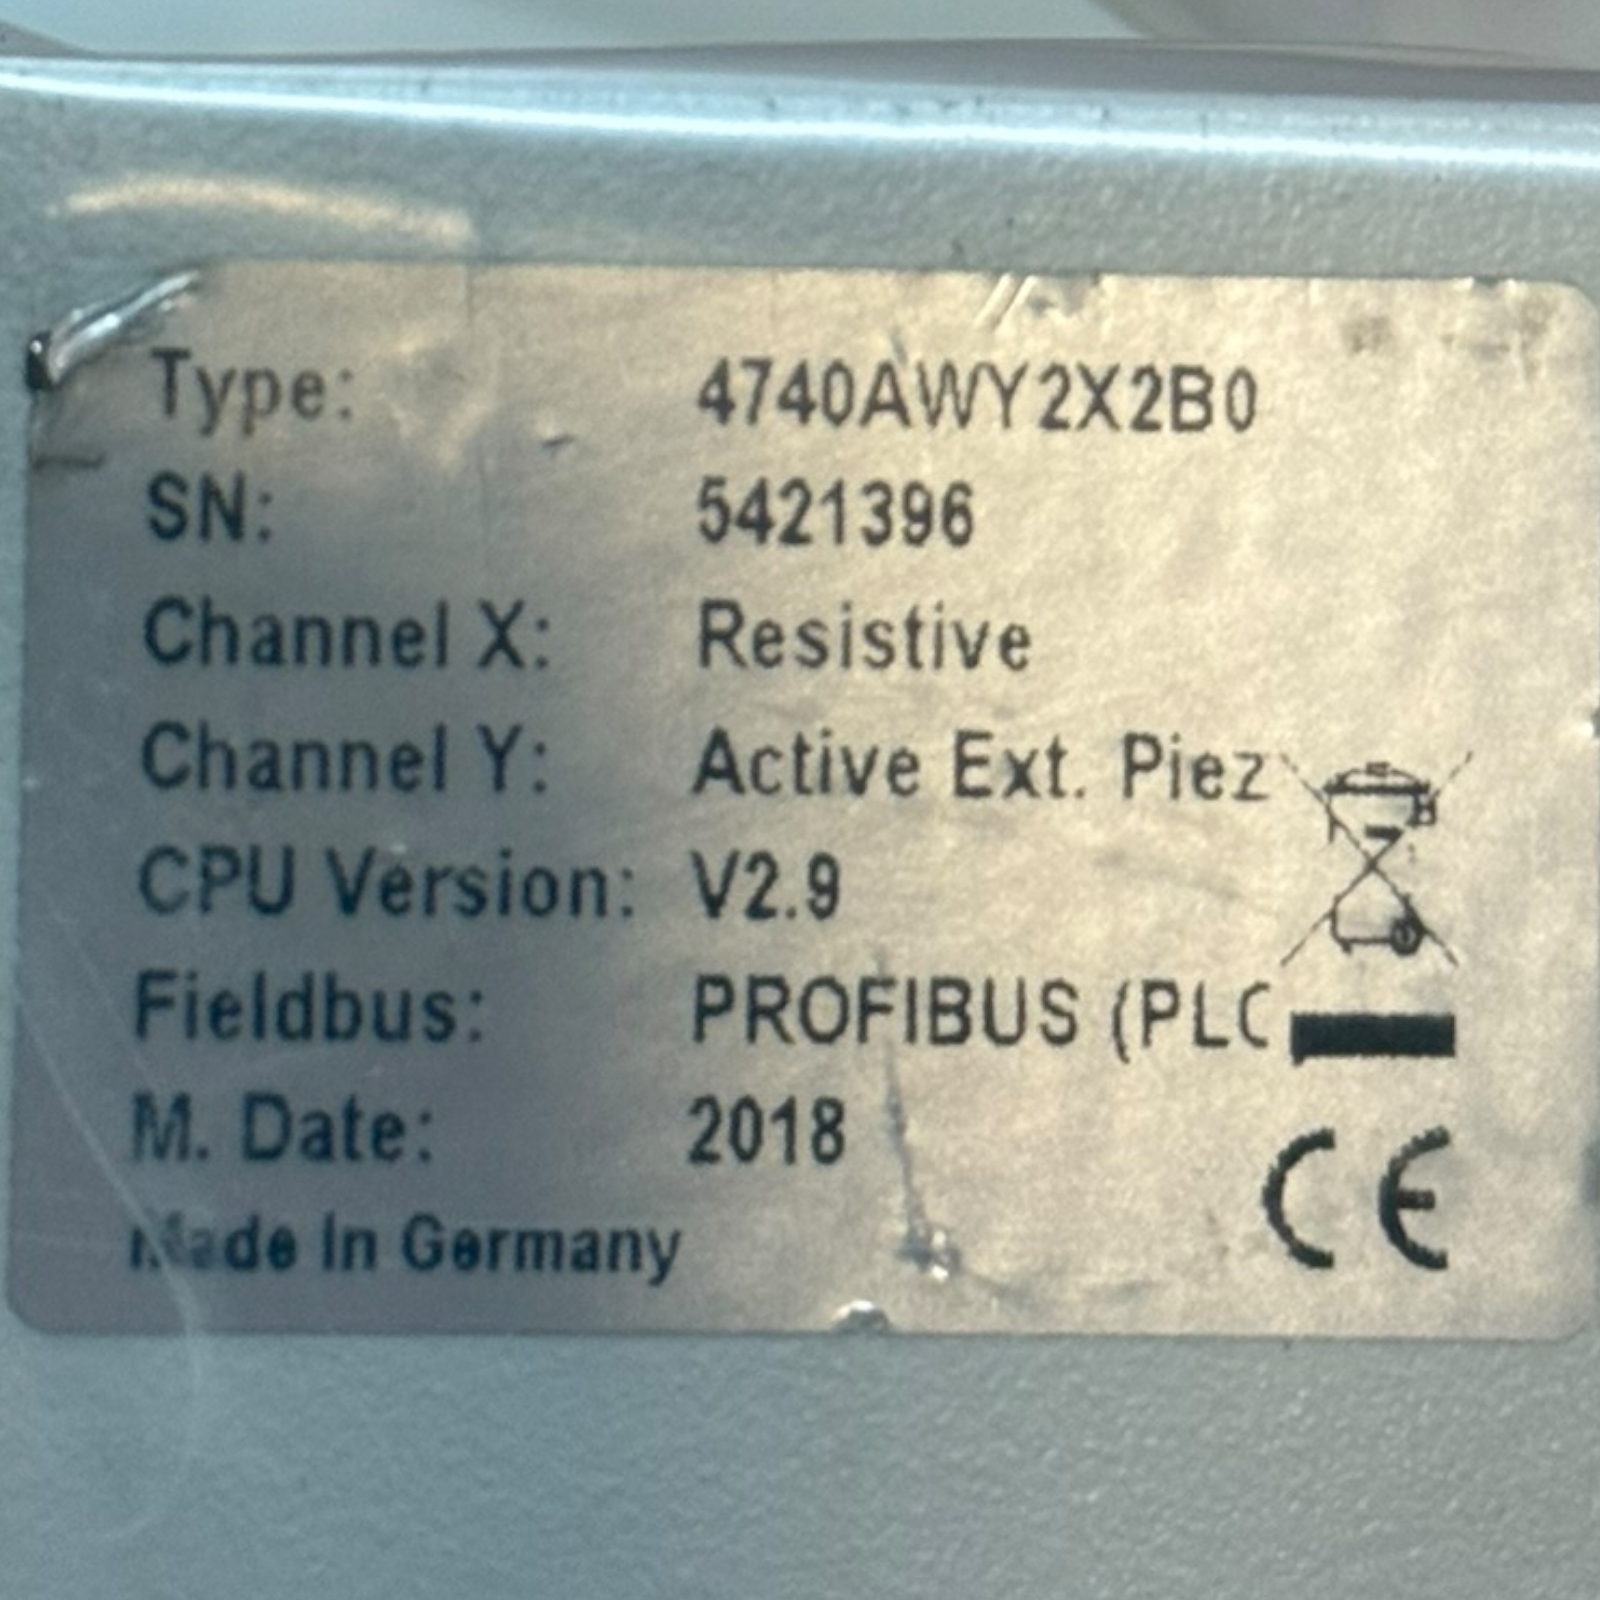 Type: 4740AWY2X2B0
SN: 5421396
Channel X: Resistive
Channel Y: Active Ext. Piez
CPU Version: V2.9
Fieldbus: PROFIBUS (PLC
M. Date: 2018
Made In Germany
CE